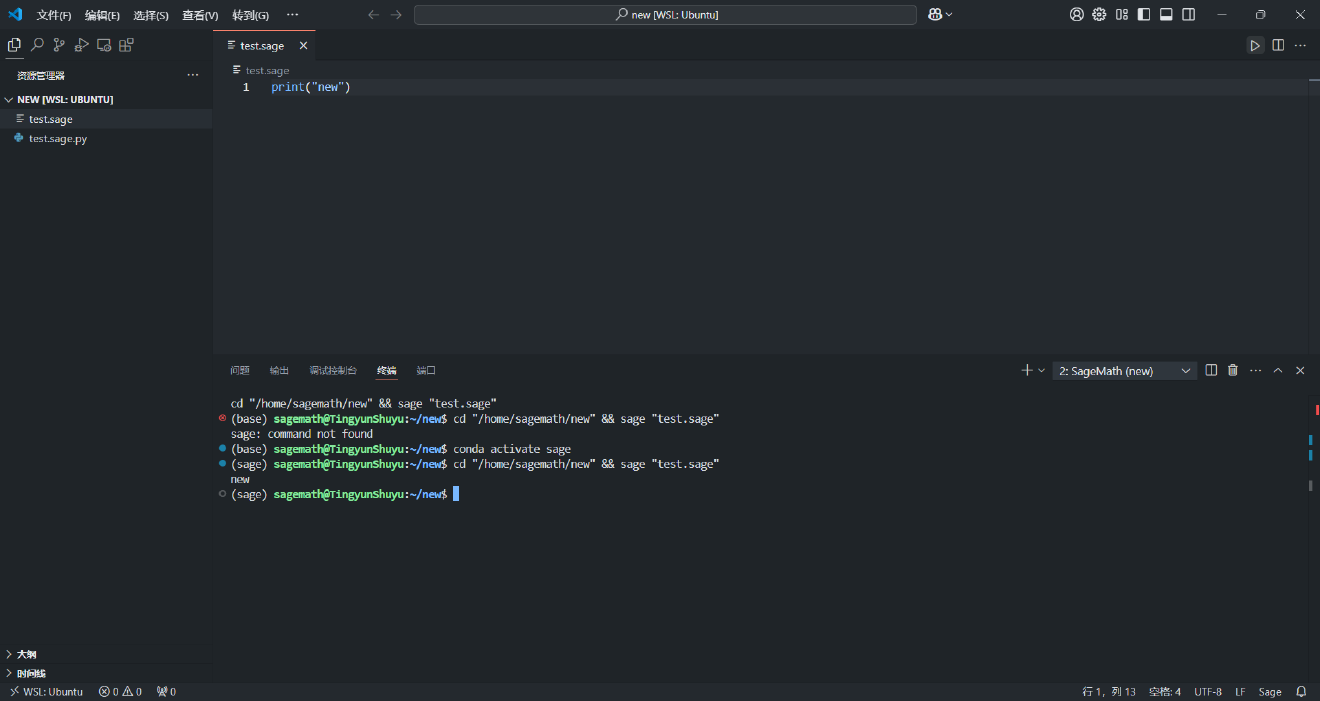 文件(F) 编辑(E) 选择(S) 查看(V) 转到(G) ··· new [WSL: Ubuntu]
test.sage
资源管理器
test.sage
NEW [WSL: UBUNTU]
1 print("new")
test.sage
test.sage.py
问题 输出 调试控制台 终端 端口 2: SageMath (new)
cd "/home/sagemath/new" && sage "test.sage"
(base) sagemath@TingyunShuyu:~/new$ cd "/home/sagemath/new" && sage "test.sage"
sage: command not found
(base) sagemath@TingyunShuyu:~/new$ conda activate sage
(sage) sagemath@TingyunShuyu:~/new$ cd "/home/sagemath/new" && sage "test.sage"
new
(sage) sagemath@TingyunShuyu:~/new$
大纲
时间线
WSL: Ubuntu 0 0 0 行 1，列 13 空格: 4 UTF-8 LF Sage